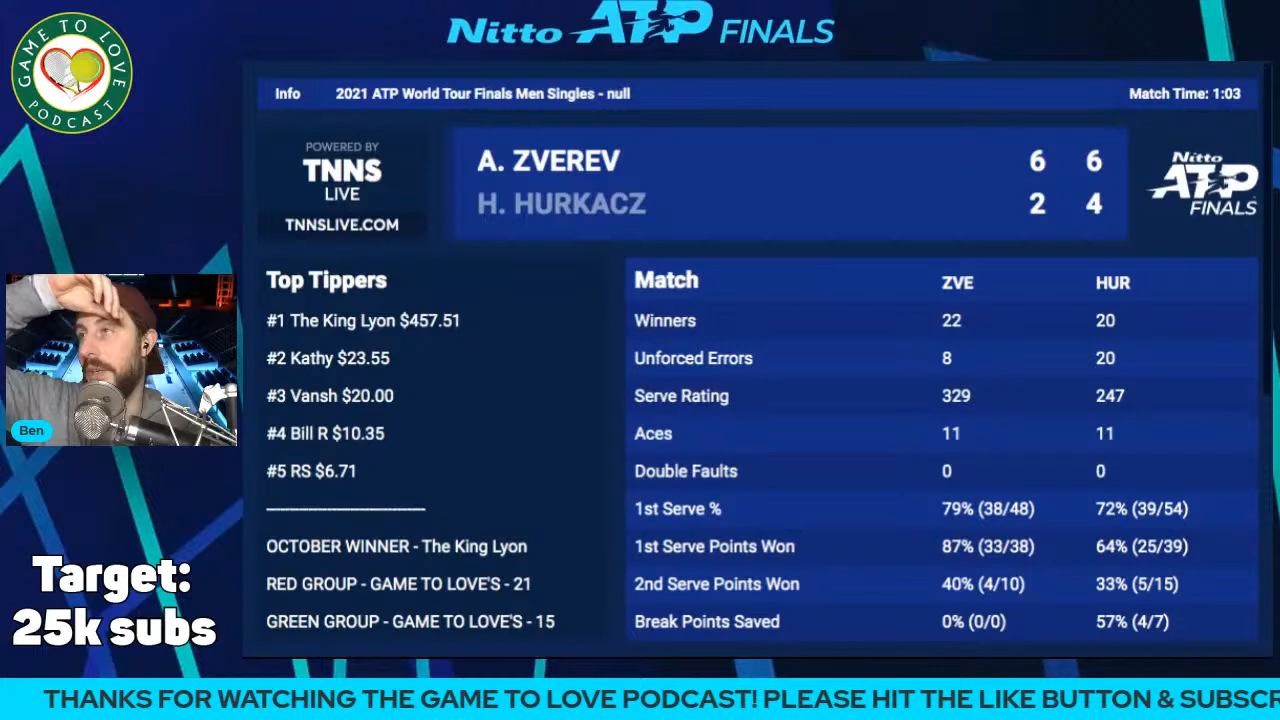 GAME TO LOVE
PODCAST
Nitto ATP FINALS
Info 2021 ATP World Tour Finals Men Singles - null Match Time: 1:03
POWERED BY
TNNS
LIVE
TNNSLIVE.COM
A. ZVEREV 6 6
H. HURKACZ 2 4
Nitto
ATP
FINALS
Top Tippers
#1 The King Lyon $457.51
#2 Kathy $23.55
#3 Vansh $20.00
#4 Bill R $10.35
#5 RS $6.71
----------------------------------
OCTOBER WINNER - The King Lyon
RED GROUP - GAME TO LOVE'S - 21
GREEN GROUP - GAME TO LOVE'S - 15
Match ZVE HUR
Winners 22 20
Unforced Errors 8 20
Serve Rating 329 247
Aces 11 11
Double Faults 0 0
1st Serve % 79% (38/48) 72% (39/54)
1st Serve Points Won 87% (33/38) 64% (25/39)
2nd Serve Points Won 40% (4/10) 33% (5/15)
Break Points Saved 0% (0/0) 57% (4/7)
Ben
Target:
25k subs
THANKS FOR WATCHING THE GAME TO LOVE PODCAST! PLEASE HIT THE LIKE BUTTON & SUBSCR